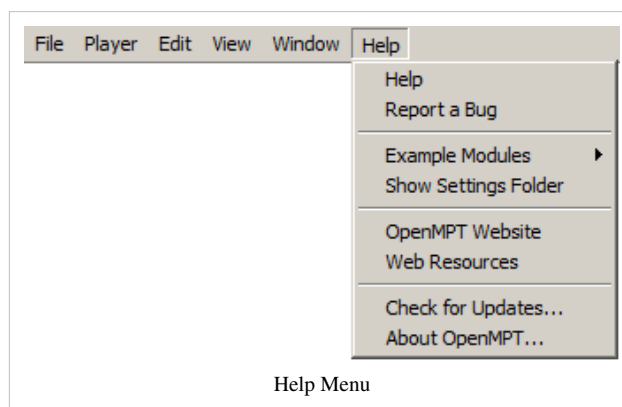 File Player Edit View Window Help
Help
Report a Bug
Example Modules
Show Settings Folder
OpenMPT Website
Web Resources
Check for Updates...
About OpenMPT...
Help Menu